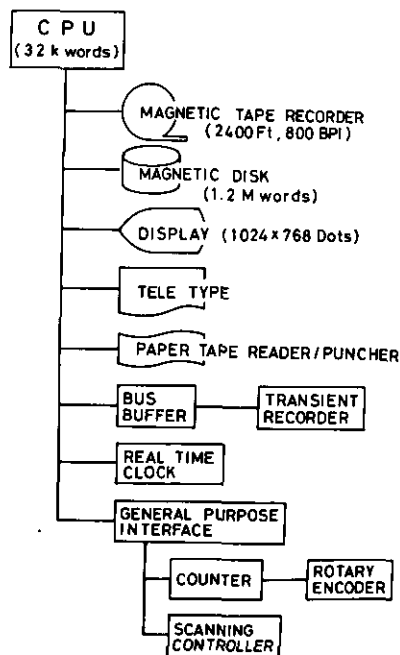 CPU
(32 k words)
MAGNETIC TAPE RECORDER
(2400 Ft, 800 BPI)
MAGNETIC DISK
(1.2 M words)
DISPLAY (1024 × 768 Dots)
TELE TYPE
PAPER TAPE READER/PUNCHER
BUS BUFFER
TRANSIENT RECORDER
REAL TIME CLOCK
GENERAL PURPOSE INTERFACE
COUNTER
ROTARY ENCODER
SCANNING CONTROLLER